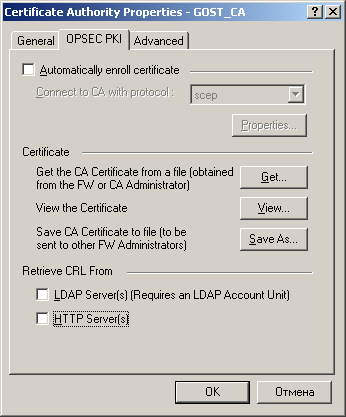 Certificate Authority Properties - GOST_CA
General OPSEC PKI Advanced
Automatically enroll certificate
Connect to CA with protocol : scep
Properties...
Certificate
Get the CA Certificate from a file (obtained
from the FW or CA Administrator)
Get...
View the Certificate
View...
Save CA Certificate to file (to be
sent to other FW Administrators)
Save As...
Retrieve CRL From
LDAP Server(s) (Requires an LDAP Account Unit)
HTTP Server(s)
OK Отмена